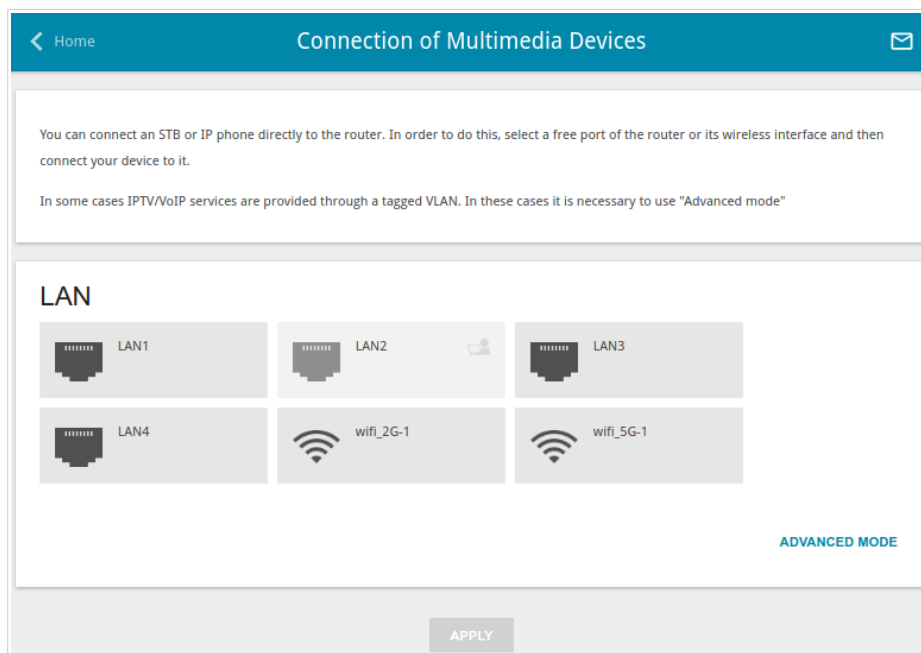 Home
Connection of Multimedia Devices
You can connect an STB or IP phone directly to the router. In order to do this, select a free port of the router or its wireless interface and then
connect your device to it.
In some cases IPTV/VoIP services are provided through a tagged VLAN. In these cases it is necessary to use "Advanced mode"
LAN
LAN1
LAN2
LAN3
LAN4
wifi_2G-1
wifi_5G-1
ADVANCED MODE
APPLY